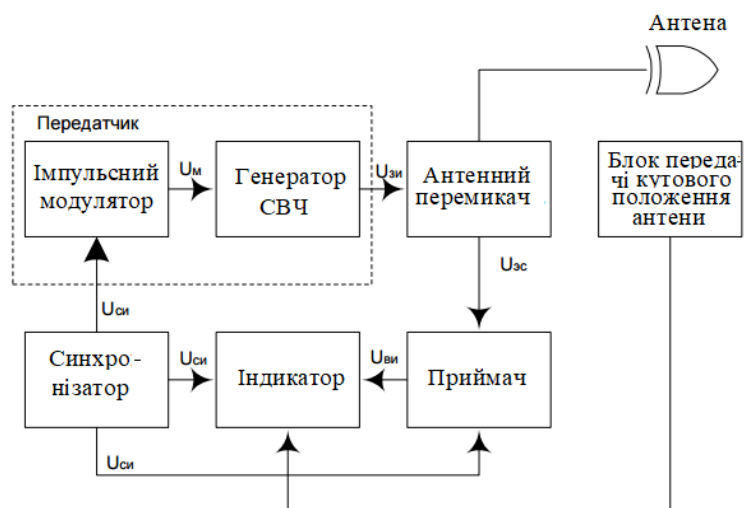 Антена
Передатчик
Імпульсний
модулятор
Uм
Генератор
СВЧ
Uзи
Антенний
перемикач
Блок переда-
чі кутового
положення
антени
Uси
Uэс
Синхро-
нізатор
Uси
Індикатор
Uви
Приймач
Uси